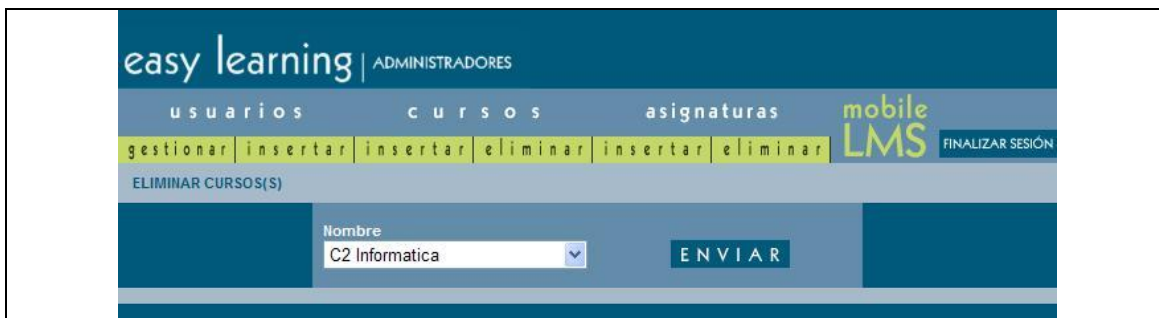 easy learning | ADMINISTRADORES
usuarios cursos asignaturas mobile
gestionar insertar insertar eliminar insertar eliminar LMS FINALIZAR SESIÓN
ELIMINAR CURSOS(S)
Nombre
C2 Informatica ENVIAR